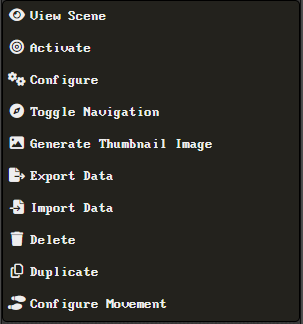 View Scene
Activate
Configure
Toggle Navigation
Generate Thumbnail Image
Export Data
Import Data
Delete
Duplicate
Configure Movement